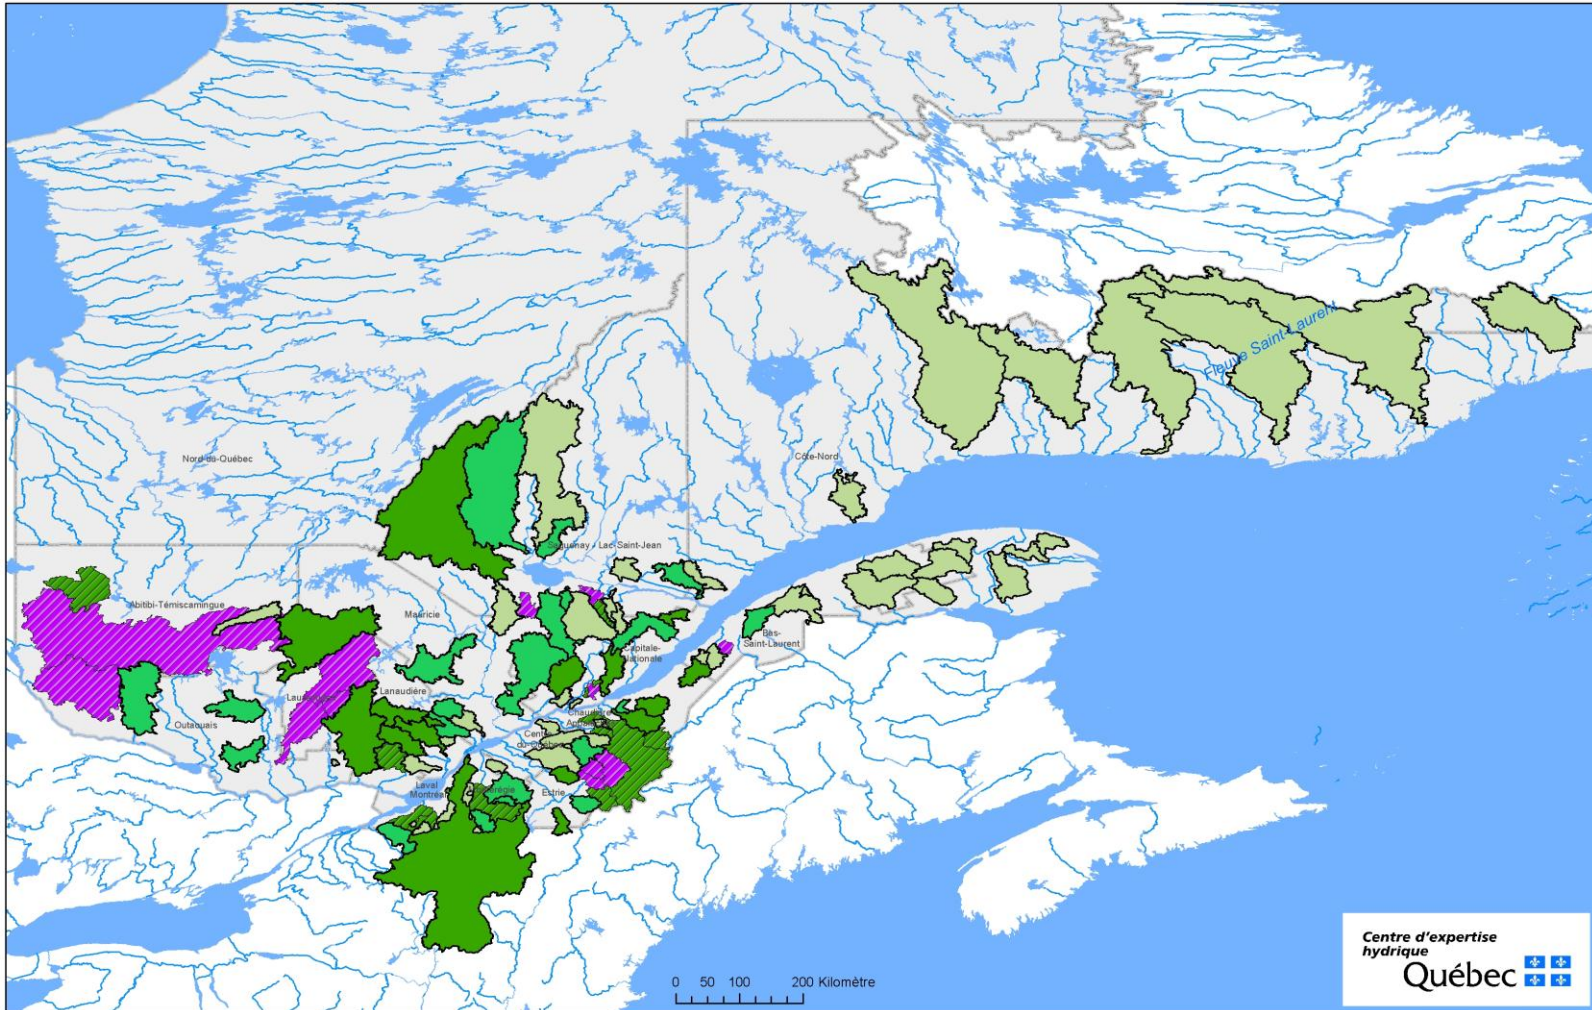 Fleuve Saint-Laurent
Côte-Nord
Nord-du-Québec
Saguenay - Lac-Saint-Jean
Abitibi-Témiscamingue
Mauricie
Bas-
Saint-Laurent
Capitale-
Nationale
Lanaudière
Outaouais
Chaudière
Centre
du-Québec
Laval
Montréal
Estrie
0 50 100 200 Kilomètre
Centre d'expertise
hydrique
Québec